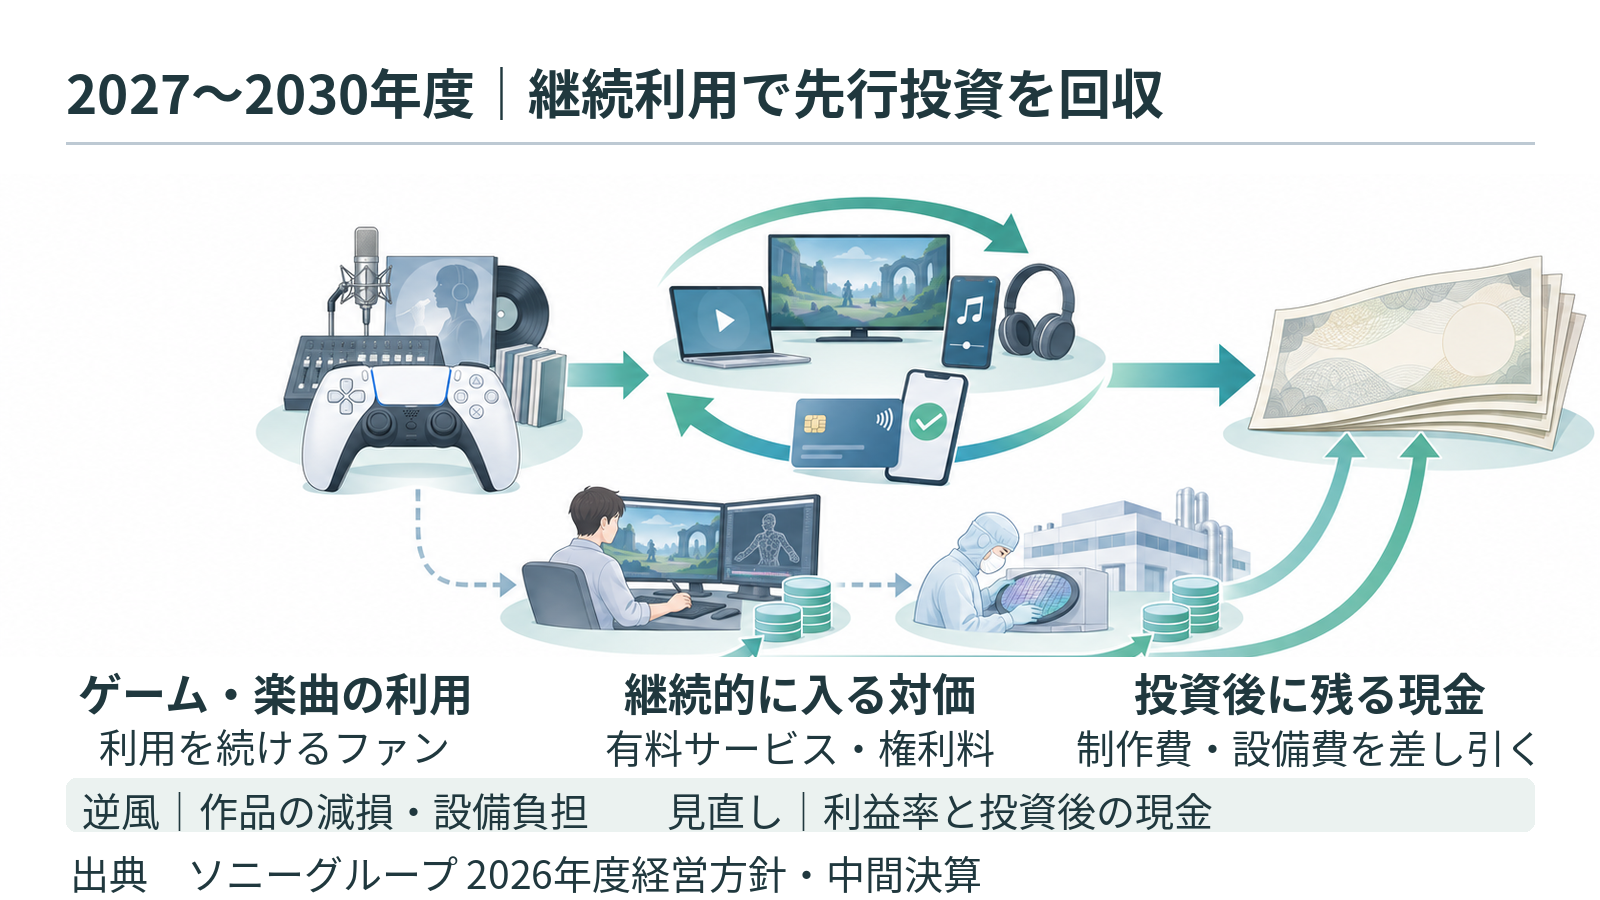 2027～2030年度｜継続利用で先行投資を回収
ゲーム・楽曲の利用
利用を続けるファン
継続的に入る対価
有料サービス・権利料
投資後に残る現金
制作費・設備費を差し引く
逆風｜作品の減損・設備負担　　見直し｜利益率と投資後の現金
出典　ソニーグループ 2026年度経営方針・中間決算